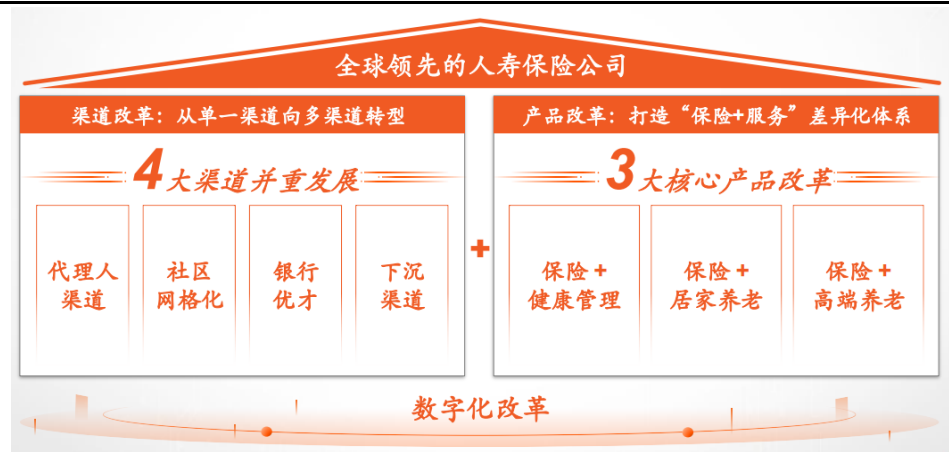 全球领先的人寿保险公司
渠道改革：从单一渠道向多渠道转型
4大渠道并重发展
代理人
渠道
社区
网格化
银行
优才
下沉
渠道
+
产品改革：打造“保险+服务”差异化体系
3大核心产品改革
保险+
健康管理
保险+
居家养老
保险+
高端养老
数字化改革